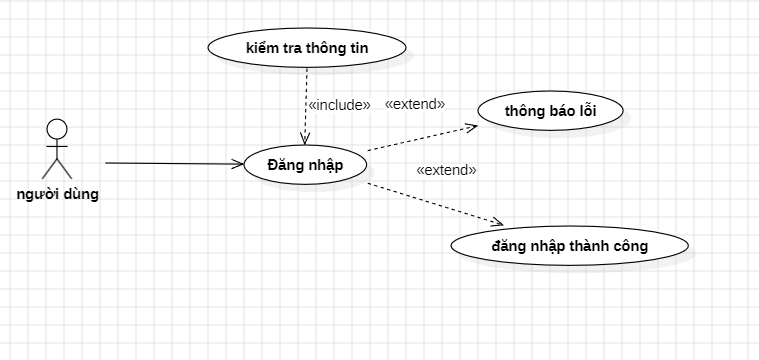 kiểm tra thông tin
«include»
«extend»
thông báo lỗi
Đăng nhập
«extend»
người dùng
đăng nhập thành công